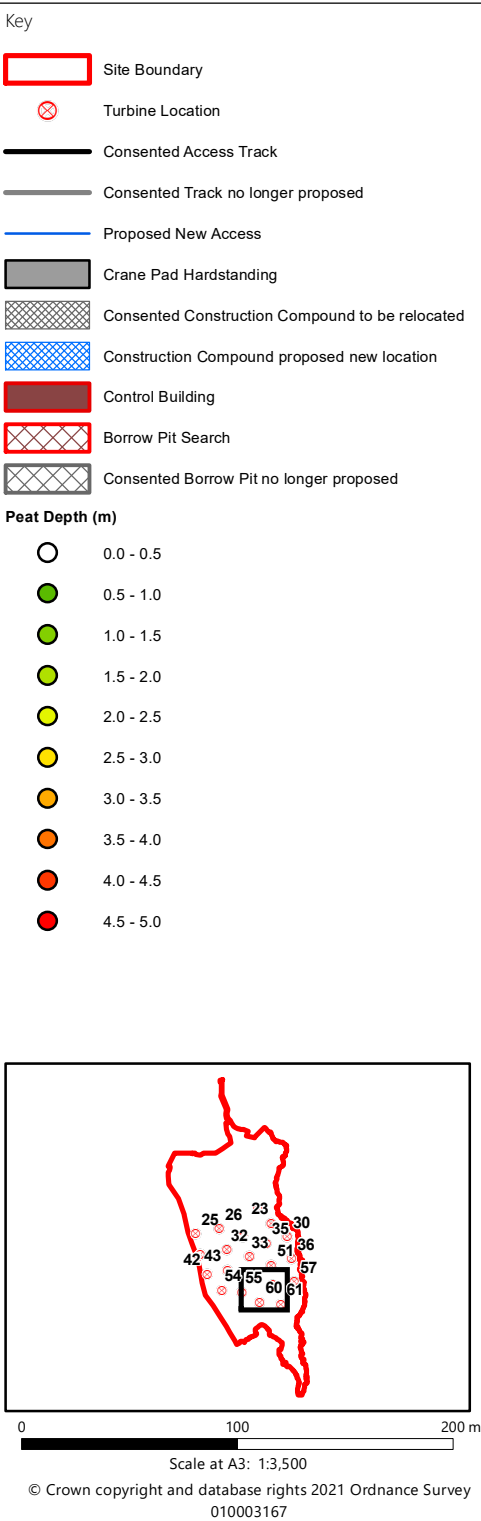 Key
Site Boundary
Turbine Location
Consented Access Track
Consented Track no longer proposed
Proposed New Access
Crane Pad Hardstanding
Consented Construction Compound to be relocated
Construction Compound proposed new location
Control Building
Borrow Pit Search
Consented Borrow Pit no longer proposed
Peat Depth (m)
0.0 - 0.5
0.5 - 1.0
1.0 - 1.5
1.5 - 2.0
2.0 - 2.5
2.5 - 3.0
3.0 - 3.5
3.5 - 4.0
4.0 - 4.5
4.5 - 5.0
25 26 23 30
32 33 35 36
42 43 51 57
54 55 60 61
0 100 200 m
Scale at A3: 1:3,500
© Crown copyright and database rights 2021 Ordnance Survey
010003167